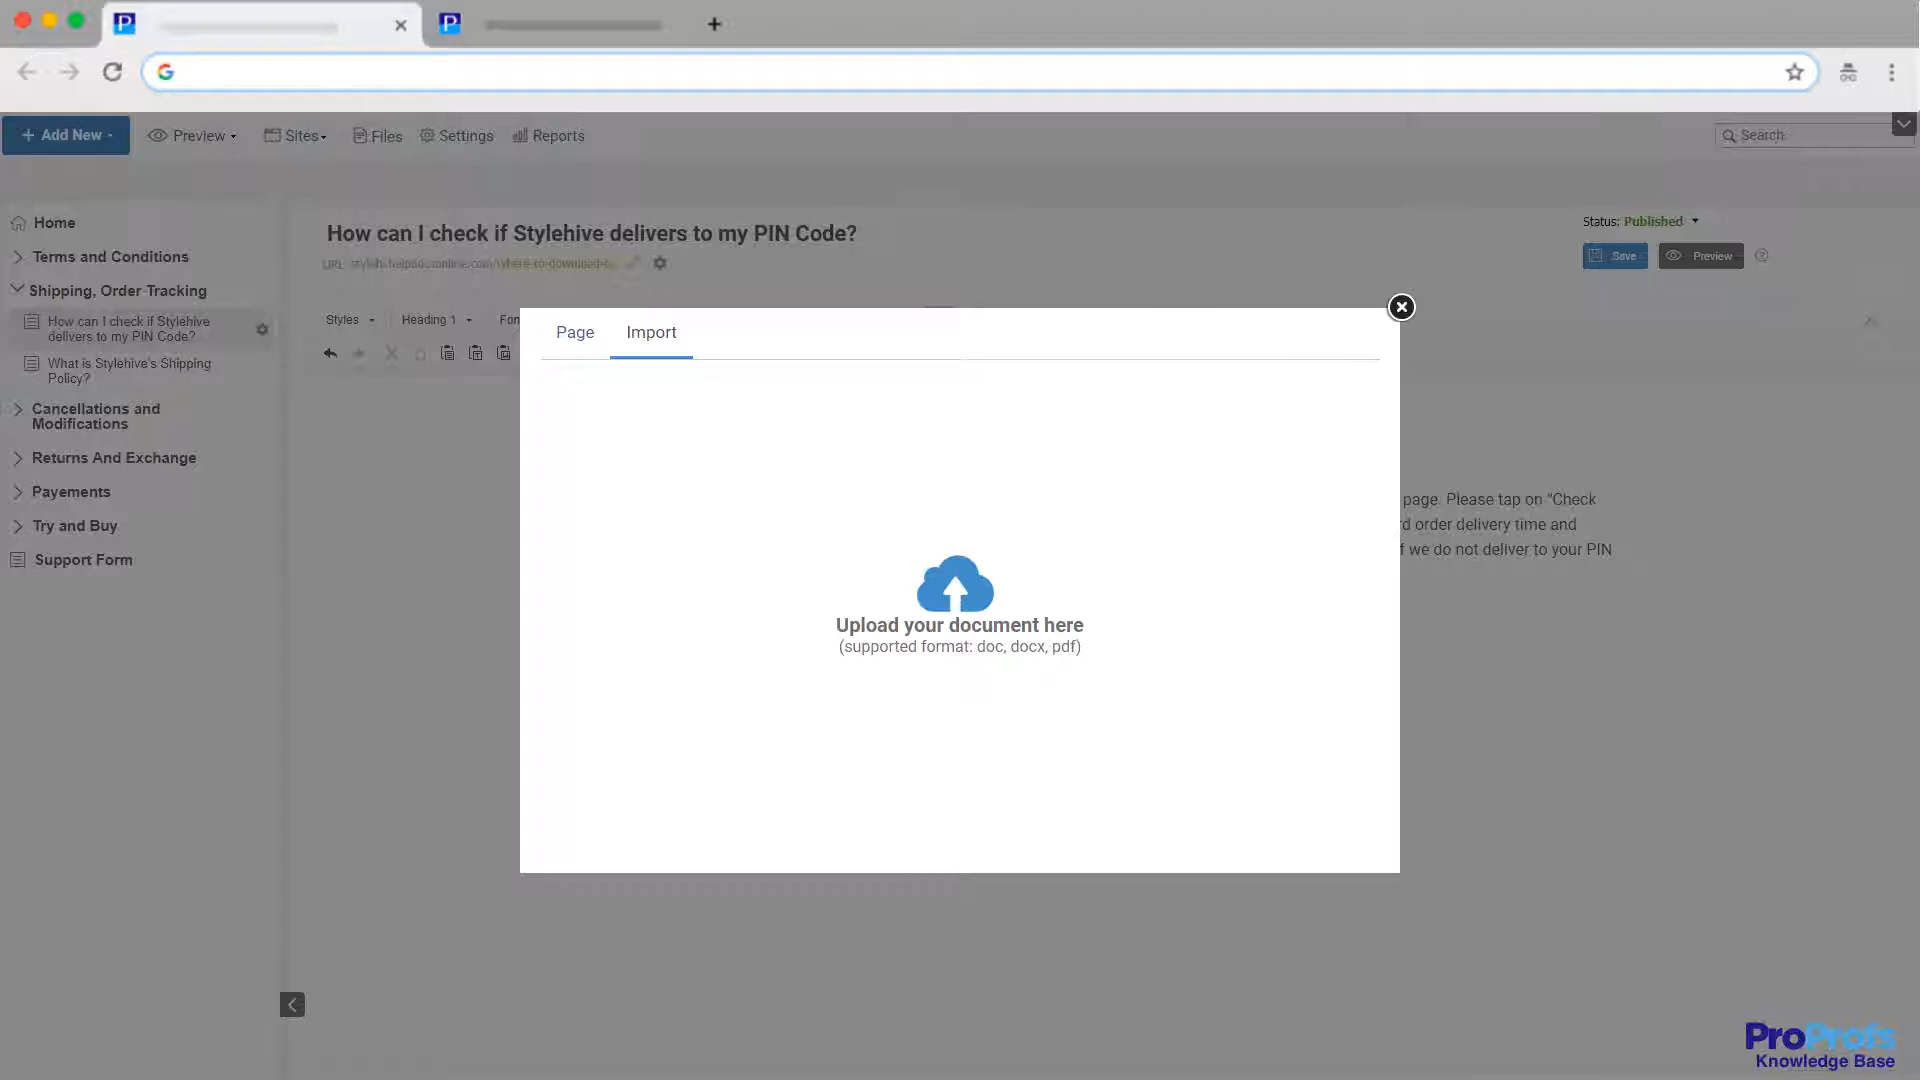 + Add New
Preview
Sites
Files
Settings
Reports
Search
Home
Terms and Conditions
Shipping, Order Tracking
How can I check if Stylehive
delivers to my PIN Code?
What is Stylehive's Shipping
Policy?
Cancellations and
Modifications
Returns And Exchange
Payements
Try and Buy
Support Form
How can I check if Stylehive delivers to my PIN Code?
URL:
Status: Published
Save
Preview
Styles
Heading 1
Fon
Page
Import
Upload your document here
(supported format: doc, docx, pdf)
page. Please tap on "Check
rd order delivery time and
f we do not deliver to your PIN
ProProfs
Knowledge Base